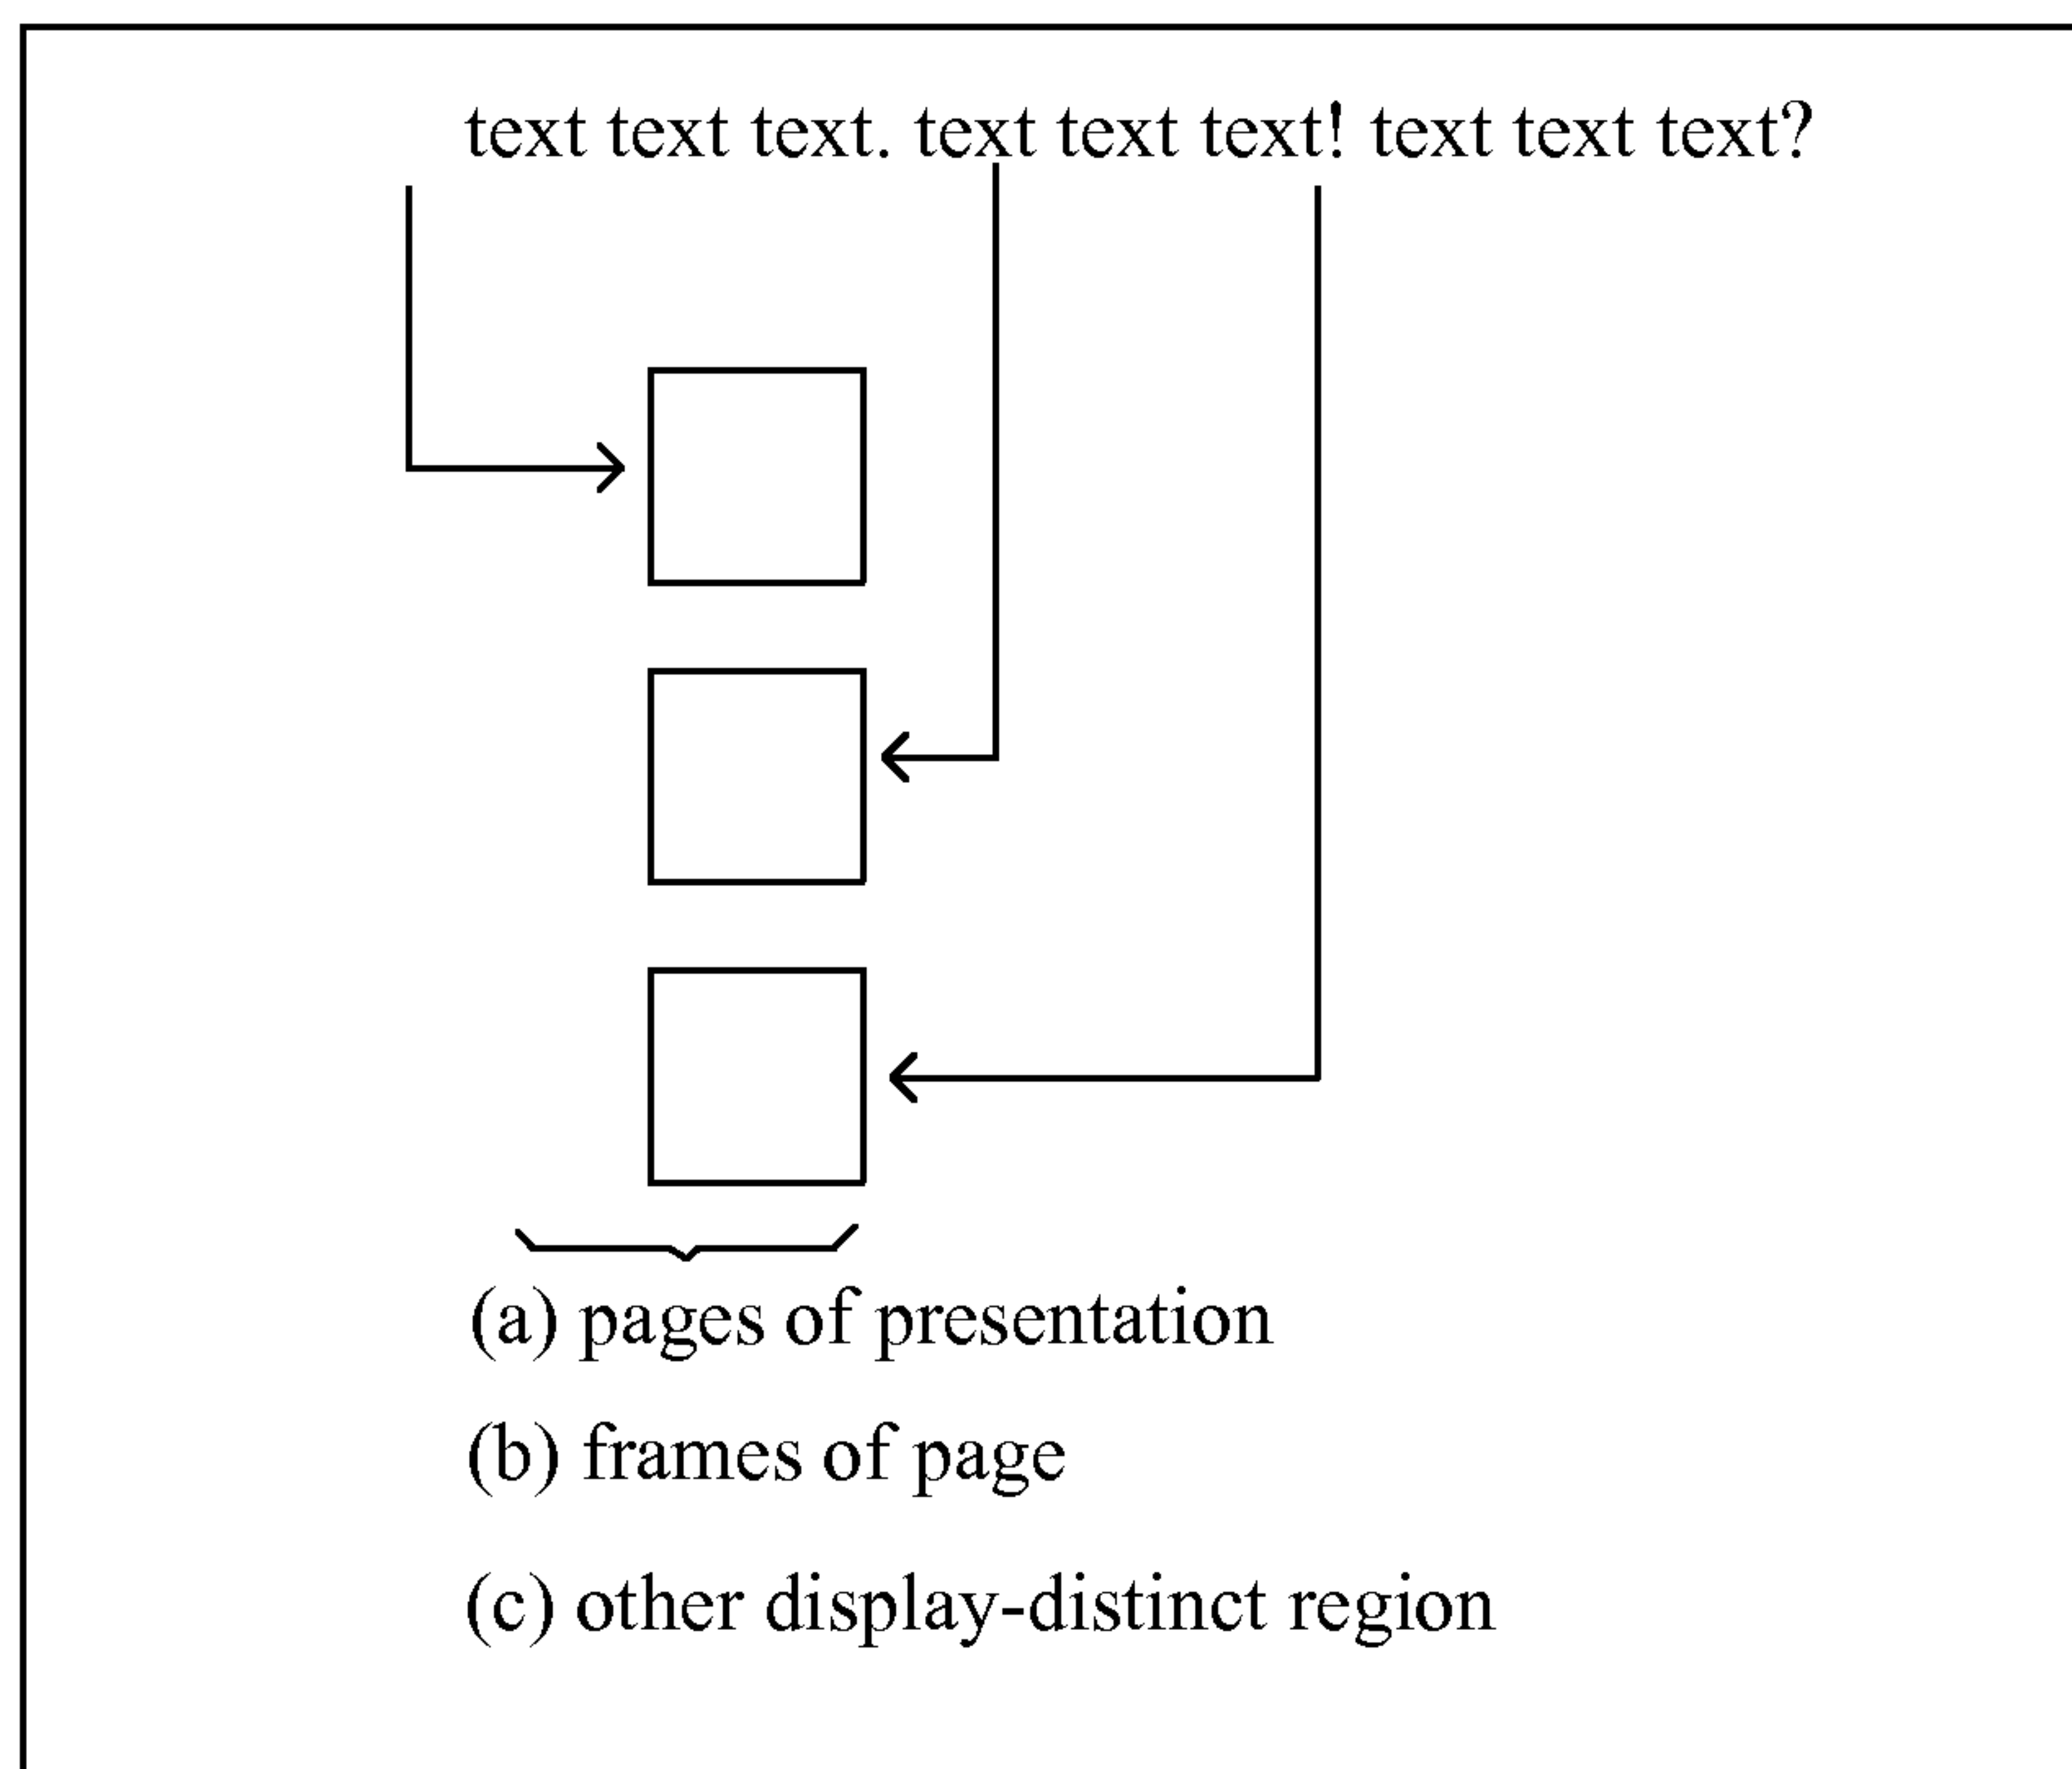 text text text. text text text! text text text?
(a) pages of presentation
(b) frames of page
(c) other display-distinct region